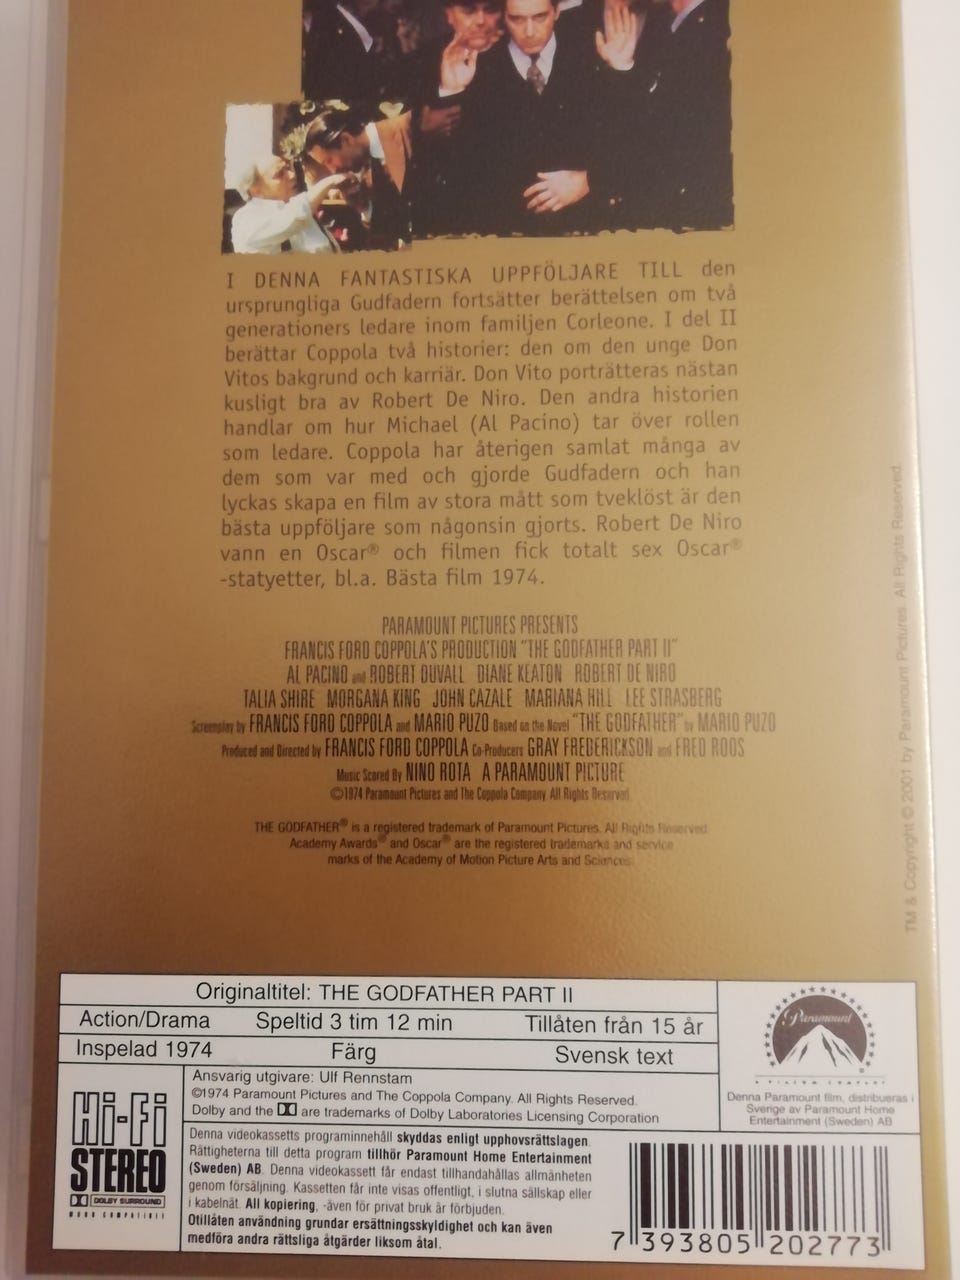 I DENNA FANTASTISKA UPPFÖLJARE TILL den
ursprungliga Gudfadern fortsätter berättelsen om två
generationers ledare inom familjen Corleone. I del II
berättar Coppola två historier: den om den unge Don
Vitos bakgrund och karriär. Don Vito porträtteras nästan
kusligt bra av Robert De Niro. Den andra historien
handlar om hur Michael (Al Pacino) tar över rollen
som ledare. Coppola har återigen samlat många av
dem som var med och gjorde Gudfadern och han
lyckas skapa en film av stora mått som tveklöst är den
bästa uppföljare som någonsin gjorts. Robert De Niro
vann en Oscar® och filmen fick totalt sex Oscar®
-statyetter, bl.a. Bästa film 1974.
PARAMOUNT PICTURES PRESENTS
FRANCIS FORD COPPOLA'S PRODUCTION "THE GODFATHER PART II"
AL PACINO and ROBERT DUVALL DIANE KEATON ROBERT DE NIRO
TALIA SHIRE MORGANA KING JOHN CAZALE MARIANA HILL LEE STRASBERG
Screenplay by FRANCIS FORD COPPOLA and MARIO PUZO Based on the Novel "THE GODFATHER" by MARIO PUZO
Produced and Directed by FRANCIS FORD COPPOLA Co-Producers GRAY FREDERICKSON and FRED ROOS
Music Scored By NINO ROTA A PARAMOUNT PICTURE
©1974 Paramount Pictures and The Coppola Company All Rights Reserved
THE GODFATHER® is a registered trademark of Paramount Pictures. All Rights Reserved.
Academy Awards® and Oscar® are the registered trademarks and service
marks of the Academy of Motion Picture Arts and Sciences.
TM & Copyright © 2001 by Paramount Pictures. All Rights Reserved.
Originaltitel: THE GODFATHER PART II
Action/Drama Speltid 3 tim 12 min Tillåten från 15 år
Inspelad 1974 Färg Svensk text
Paramount
Denna Paramount film, distribueras i
Sverige av Paramount Home
Entertainment (Sweden) AB
Hi-Fi
STEREO
DOLBY SURROUND
MONO COMPATIBLE
Ansvarig utgivare: Ulf Rennstam
©1974 Paramount Pictures and The Coppola Company. All Rights Reserved.
Dolby and the are trademarks of Dolby Laboratories Licensing Corporation
Denna videokassetts programinnehåll skyddas enligt upphovsrättslagen.
Rättigheterna till detta program tillhör Paramount Home Entertainment
(Sweden) AB. Denna videokassett får endast tillhandahållas allmänheten
genom försäljning. Kassetten får inte visas offentligt, i slutna sällskap eller
i kabelnät. All kopiering, -även för privat bruk är förbjuden.
Otillåten användning grundar ersättningsskyldighet och kan även
medföra andra rättsliga åtgärder liksom åtal.
7 393805 202773